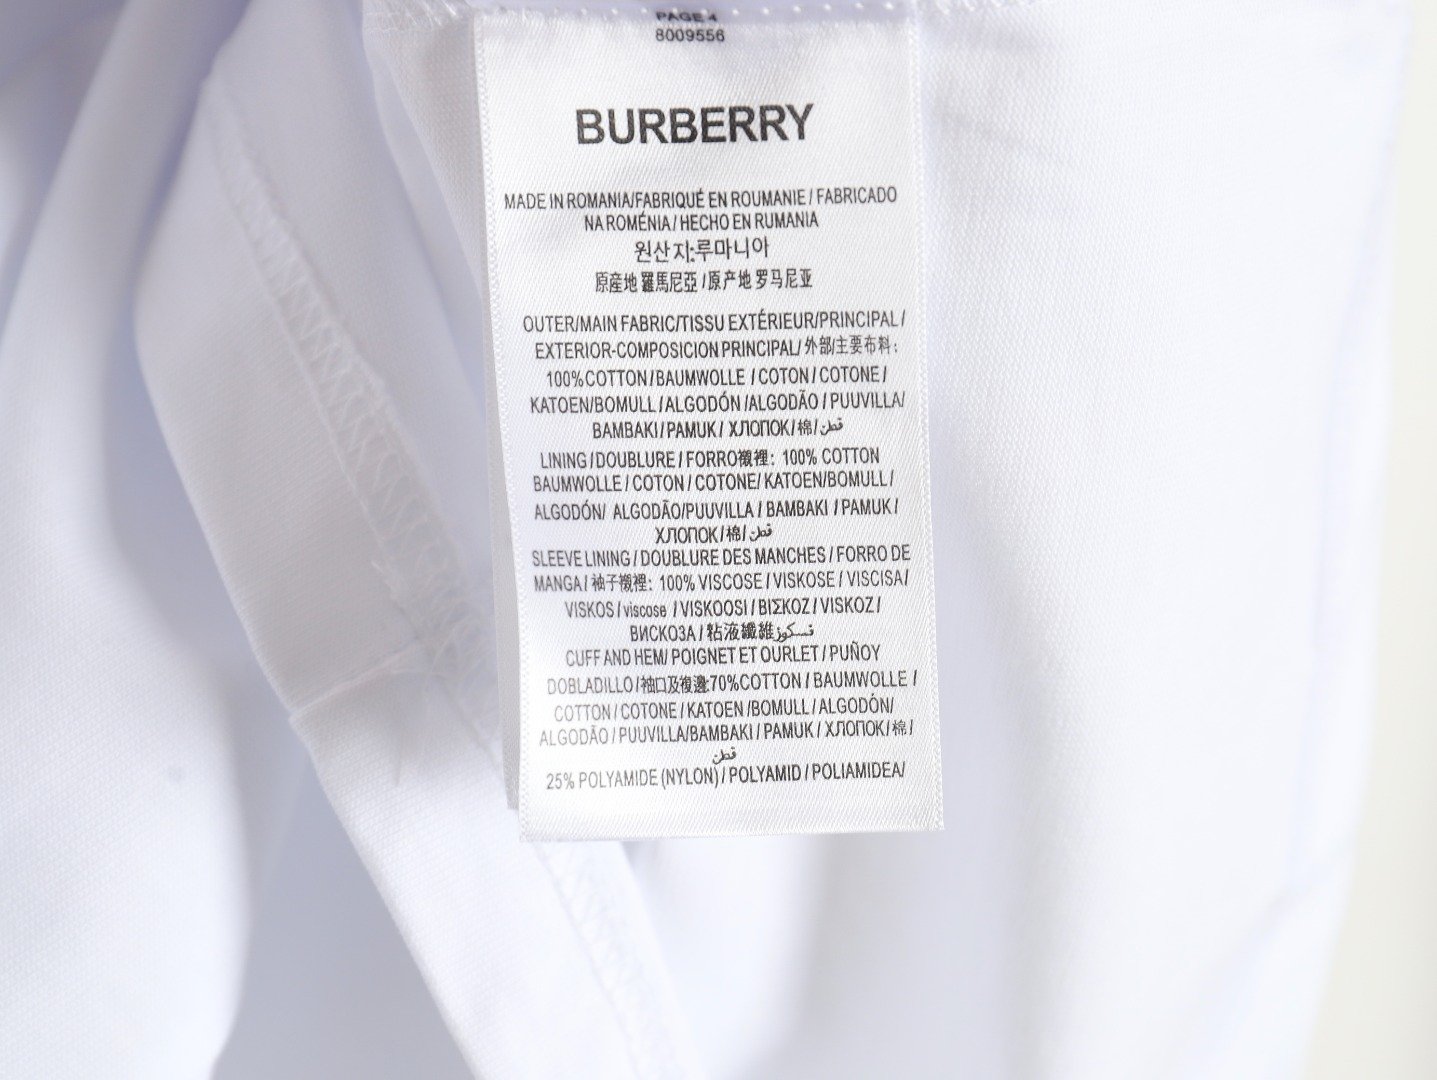 PAGE 4
8009556
BURBERRY
MADE IN ROMANIA/FABRIQUÉ EN ROUMANIE / FABRICADO
NA ROMÉNIA / HECHO EN RUMANIA
원산지:루마니아
原産地 羅馬尼亞 /原产地 罗马尼亚
OUTER/MAIN FABRIC/TISSU EXTÉRIEUR/PRINCIPAL /
EXTERIOR-COMPOSICION PRINCIPAL/ 外部/主要布料:
100% COTTON / BAUMWOLLE / COTON / COTONE /
KATOEN/BOMULL / ALGODÓN /ALGODÃO / PUUVILLA/
BAMBAKI / PAMUK / ХЛОПОК / 棉 / قطن
LINING / DOUBLURE / FORRO襯裡: 100% COTTON
BAUMWOLLE / COTON / COTONE/ KATOEN/BOMULL /
ALGODÓN/ ALGODÃO/PUUVILLA / BAMBAKI / PAMUK /
ХЛОПОК / 棉 / قطن
SLEEVE LINING / DOUBLURE DES MANCHES / FORRO DE
MANGA / 袖子襯裡: 100% VISCOSE / VISKOSE / VISCISA /
VISKOS / viscose / VISKOOSI / ΒΙΣΚΟΖ / VISKOZ /
ВИСКОЗА / 粘液纖維 فسكوز
CUFF AND HEM/ POIGNET ET OURLET / PUÑOY
DOBLADILLO / 袖口及複邊:70%COTTON / BAUMWOLLE /
COTTON / COTONE / KATOEN /BOMULL / ALGODÓN/
ALGODÃO / PUUVILLA/BAMBAKI / PAMUK / ХЛОПОК/ 棉 /
قطن
25% POLYAMIDE (NYLON) / POLYAMID / POLIAMIDEA/